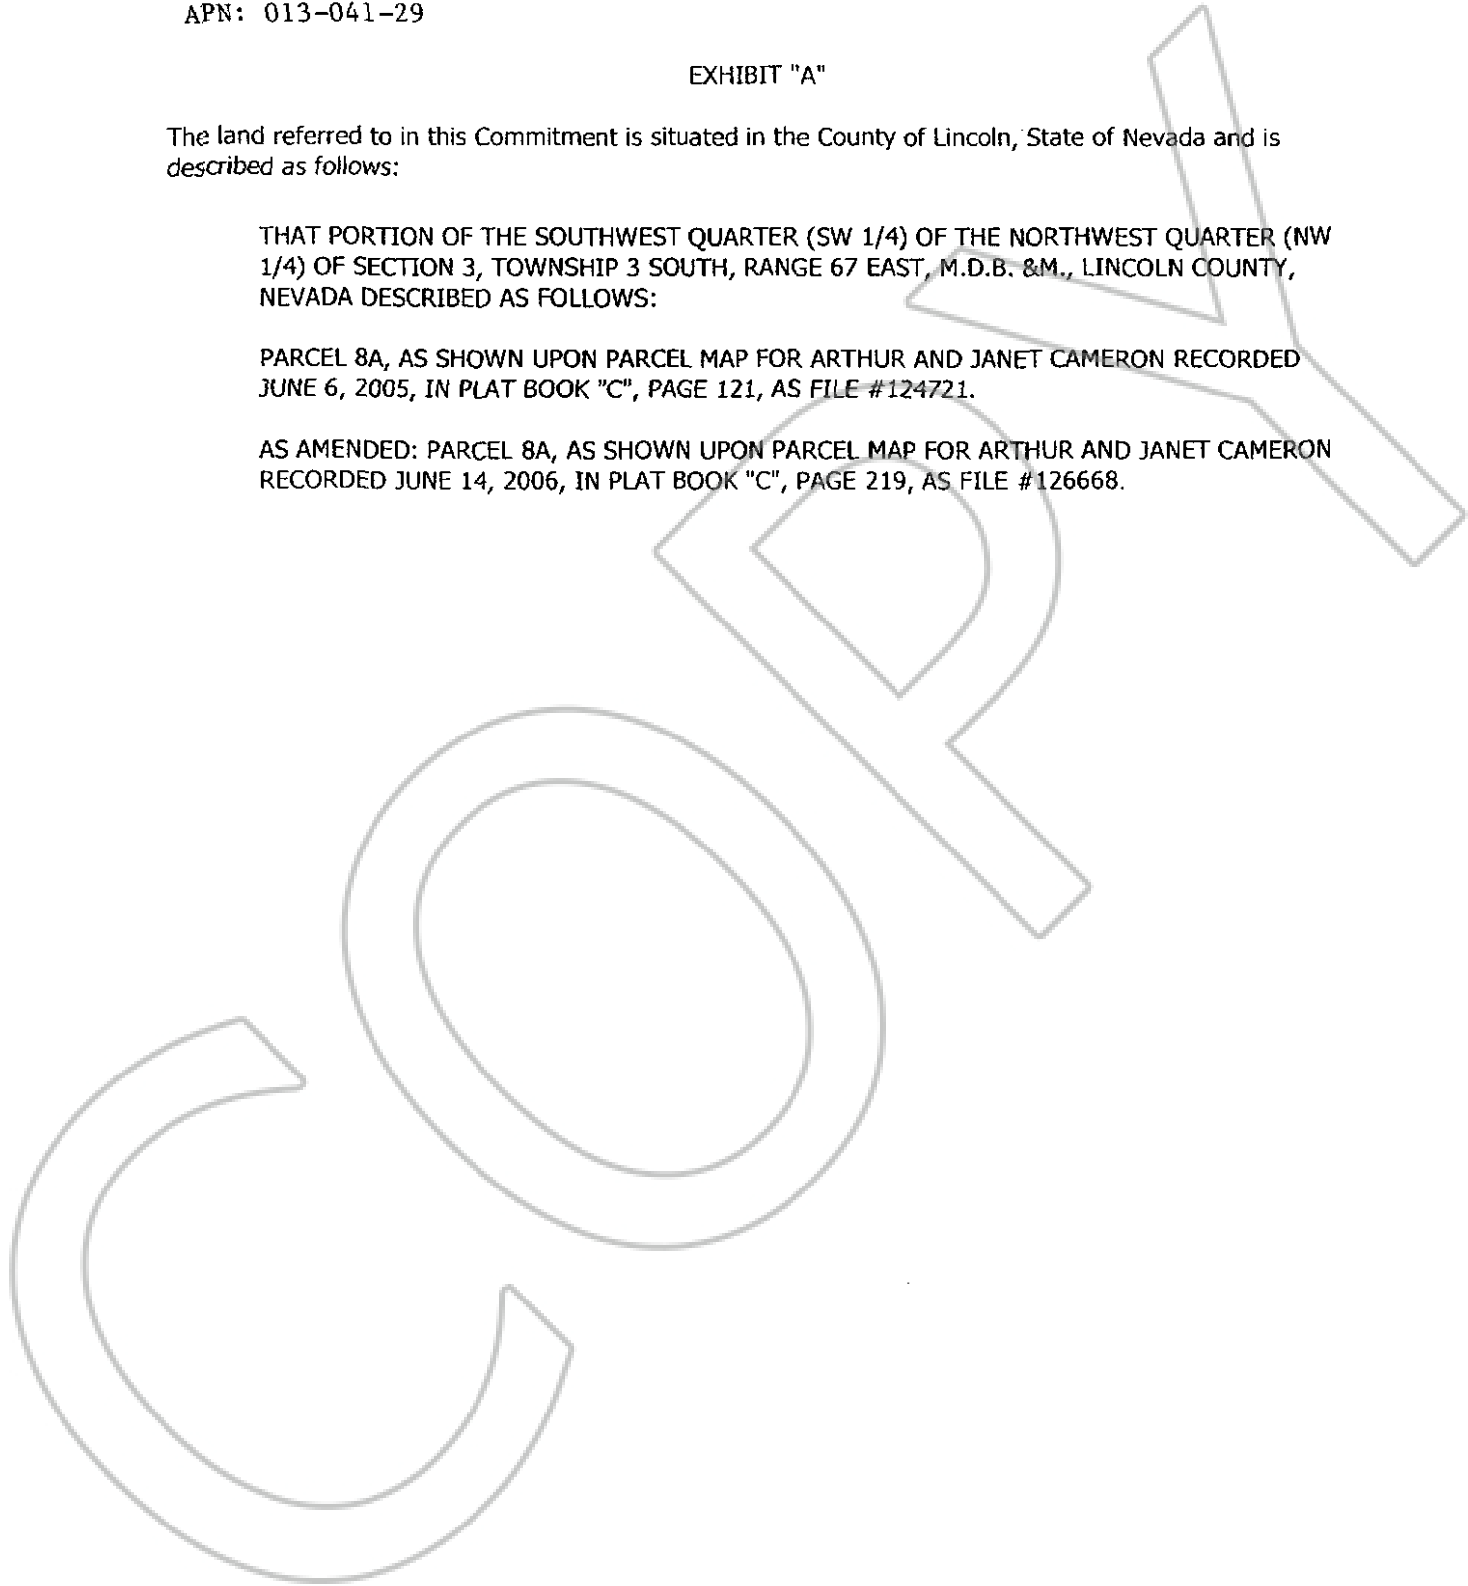 APN: 013-041-29
EXHIBIT "A"
The land referred to in this Commitment is situated in the County of Lincoln, State of Nevada and is
described as follows:
THAT PORTION OF THE SOUTHWEST QUARTER (SW 1/4) OF THE NORTHWEST QUARTER (NW
1/4) OF SECTION 3, TOWNSHIP 3 SOUTH, RANGE 67 EAST, M.D.B. &M., LINCOLN COUNTY,
NEVADA DESCRIBED AS FOLLOWS:
PARCEL 8A, AS SHOWN UPON PARCEL MAP FOR ARTHUR AND JANET CAMERON RECORDED
JUNE 6, 2005, IN PLAT BOOK "C", PAGE 121, AS FILE #124721.
AS AMENDED: PARCEL 8A, AS SHOWN UPON PARCEL MAP FOR ARTHUR AND JANET CAMERON
RECORDED JUNE 14, 2006, IN PLAT BOOK "C", PAGE 219, AS FILE #126668.
COPY